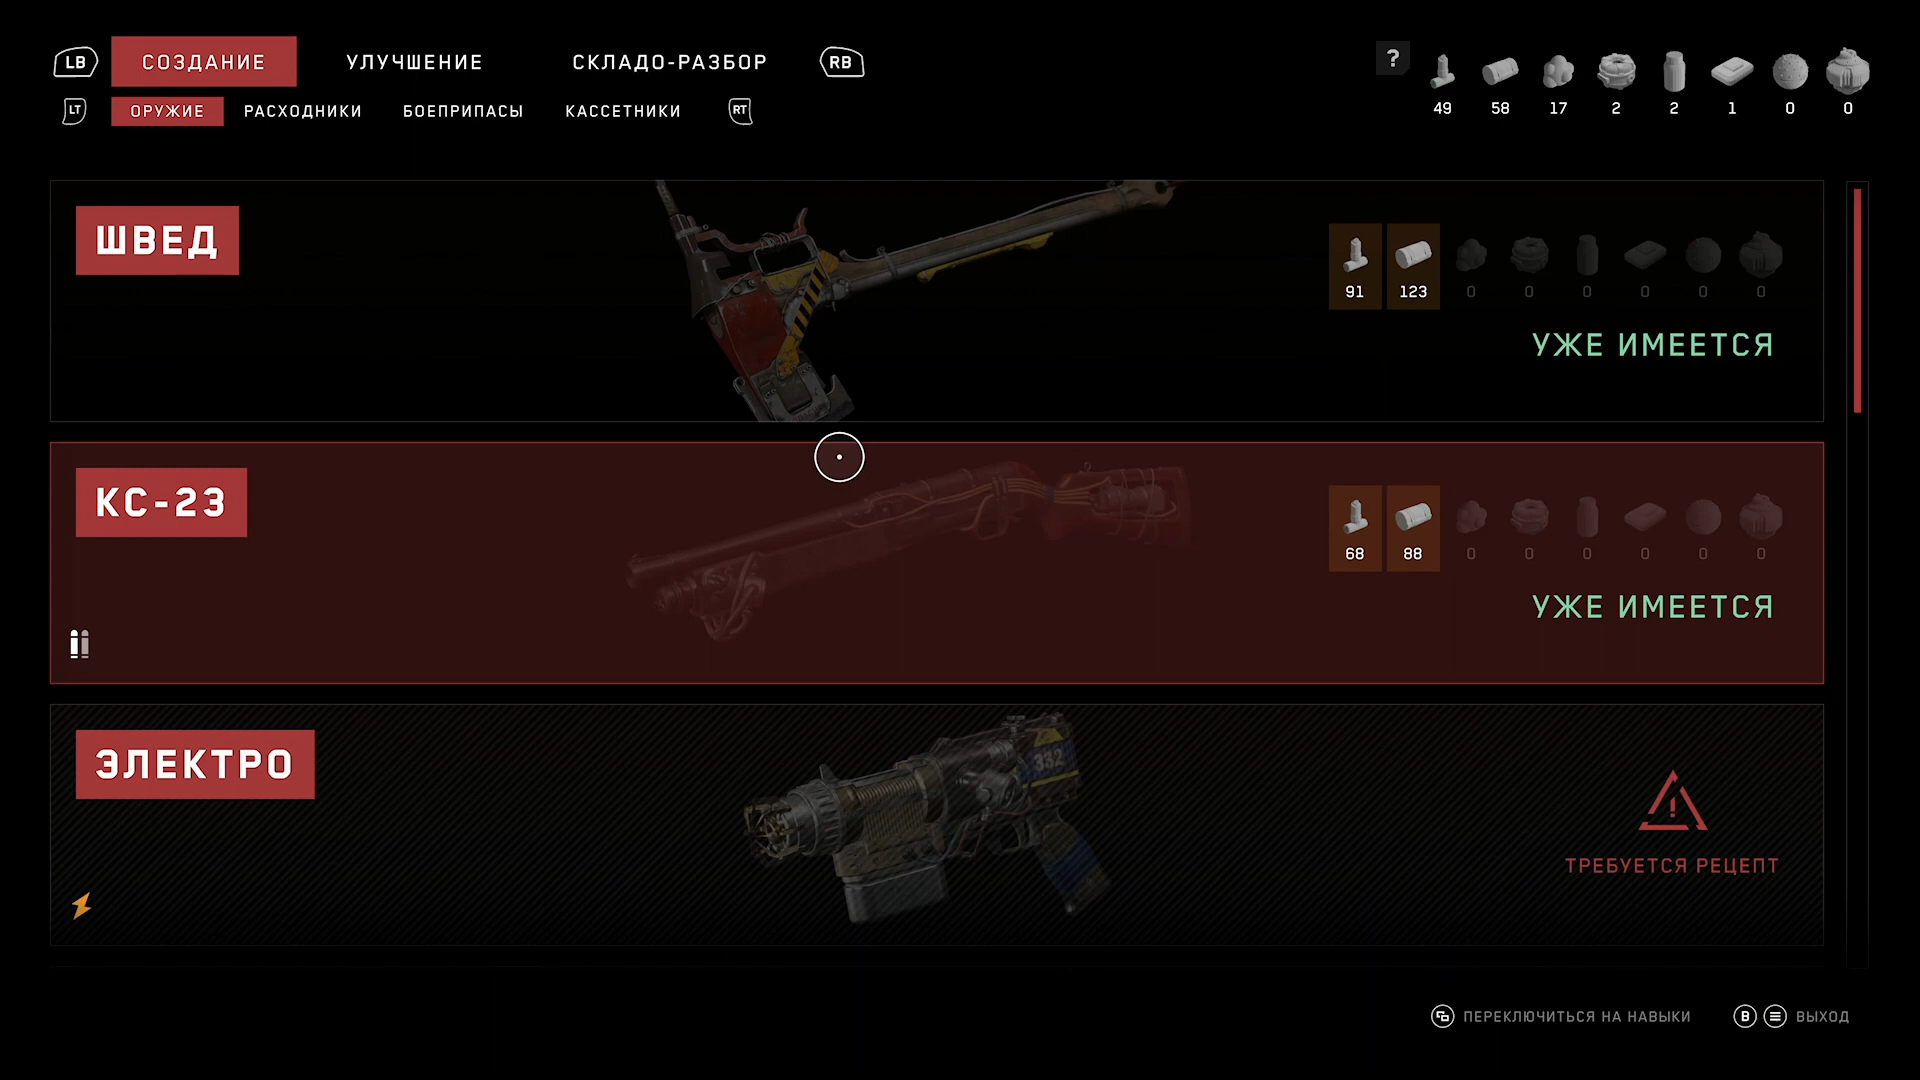 LB СОЗДАНИЕ УЛУЧШЕНИЕ СКЛАДО-РАЗБОР RB
LT ОРУЖИЕ РАСХОДНИКИ БОЕПРИПАСЫ КАССЕТНИКИ RT
?
49 58 17 2 2 1 0 0
ШВЕД
91 123 0 0 0 0 0 0
УЖЕ ИМЕЕТСЯ
КС-23
68 88 0 0 0 0 0 0
УЖЕ ИМЕЕТСЯ
ЭЛЕКТРО
332
ТРЕБУЕТСЯ РЕЦЕПТ
ПЕРЕКЛЮЧИТЬСЯ НА НАВЫКИ B ВЫХОД